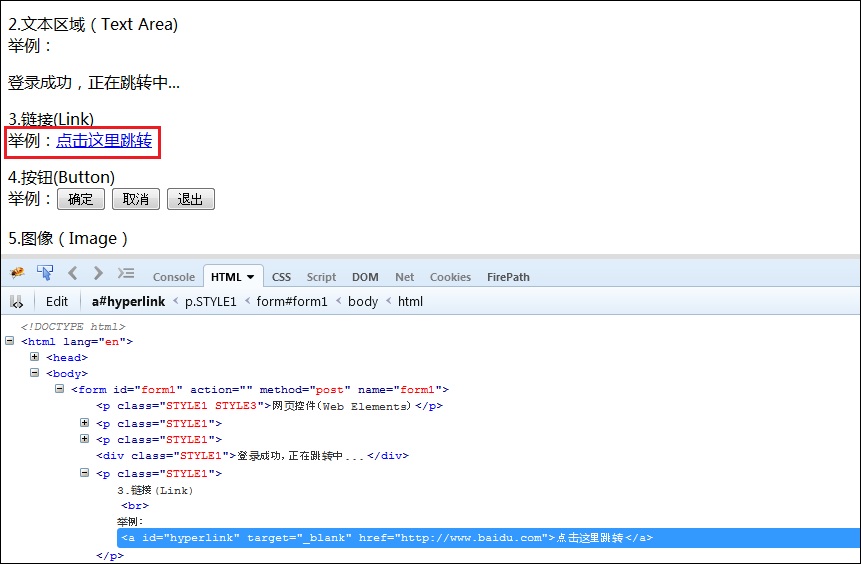 2.文本区域（Text Area)
举例：
登录成功，正在跳转中...
3.链接(Link)
举例：点击这里跳转
4.按钮(Button)
举例： 确定 取消 退出
5.图像（Image）
Console HTML CSS Script DOM Net Cookies FirePath
Edit a#hyperlink < p.STYLE1 < form#form1 < body < html
<!DOCTYPE html>
<html lang="en">
<head>
<body>
<form id="form1" action="" method="post" name="form1">
<p class="STYLE1 STYLE3">网页控件(Web Elements)</p>
<p class="STYLE1">
<p class="STYLE1">
<div class="STYLE1">登录成功,正在跳转中...</div>
<p class="STYLE1">
3.链接(Link)
<br>
举例:
<a id="hyperlink" target="_blank" href="http://www.baidu.com">点击这里跳转</a>
</p>